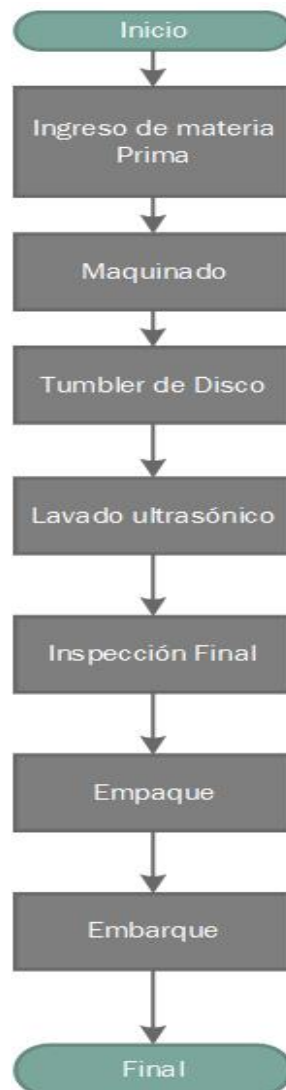 Inicio
Ingreso de materia
Prima
Maquinado
Tumbler de Disco
Lavado ultrasónico
Inspección Final
Empaque
Embarque
Final